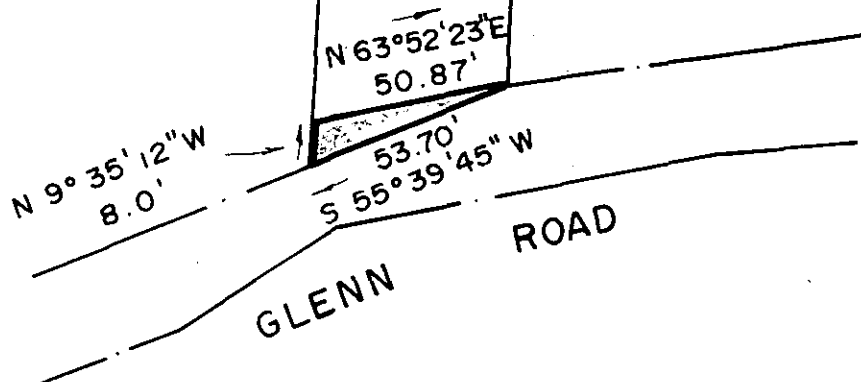 N 63°52'23"E
50.87'
N 9° 35' 12" W
8.0'
53.70'
S 55° 39' 45" W
GLENN ROAD